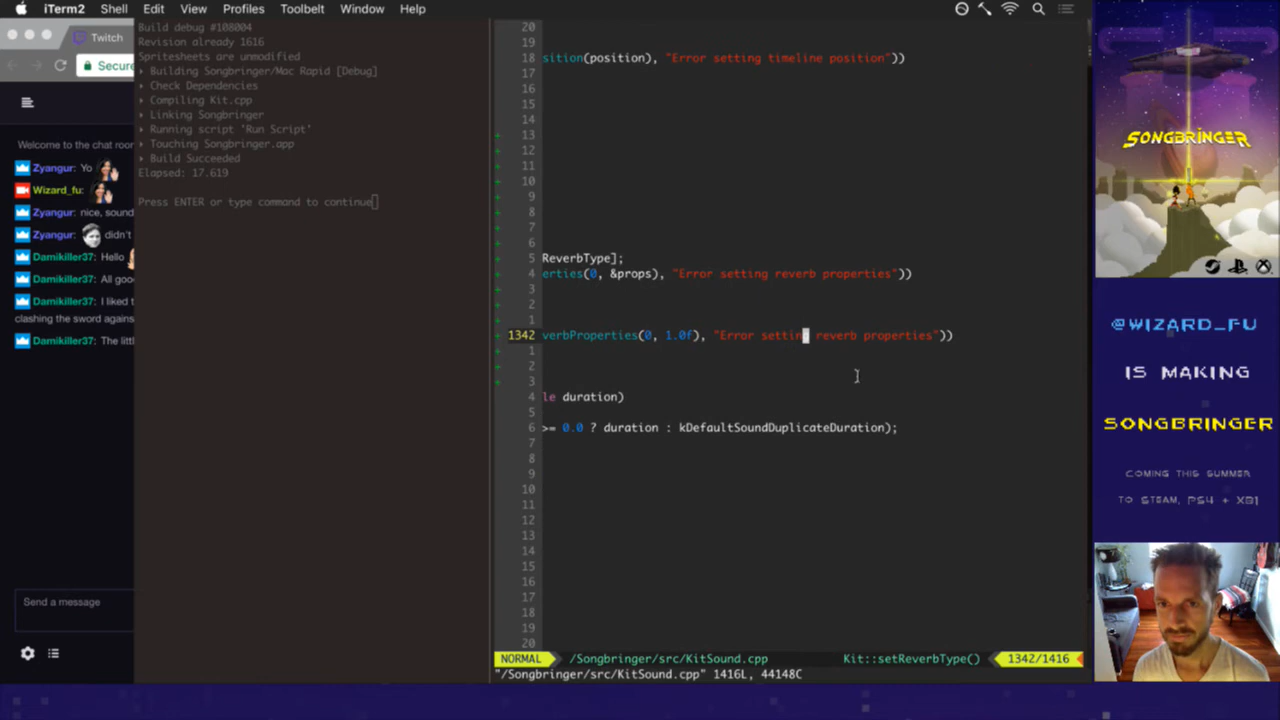 iTerm2 Shell Edit View Profiles Toolbelt Window Help
Twitch
Secure
Welcome to the chat roo
Zyangur: Yo
Wizard_fu:
Zyangur: nice, sound
Zyangur: didn't
Damikiller37: Hello
Damikiller37: All goo
Damikiller37: I liked t
clashing the sword against
Damikiller37: The littl
Send a message
Build debug #108004
Revision already 1616
Spritesheets are unmodified
▸ Building Songbringer/Mac Rapid [Debug]
▸ Check Dependencies
▸ Compiling Kit.cpp
▸ Linking Songbringer
▸ Running script 'Run Script'
▸ Touching Songbringer.app
▸ Build Succeeded
Elapsed: 17.619
Press ENTER or type command to continue
20
19
18 sition(position), "Error setting timeline position"))
17
16
15
14
+ 13
+ 12
+ 11
+ 10
+ 9
+ 8
+ 7
+ 6
+ 5 ReverbType];
+ 4 erties(0, &props), "Error setting reverb properties"))
+ 3
+ 2
+ 1
+ 1342 verbProperties(0, 1.0f), "Error setting reverb properties"))
+ 1
+ 2
+ 3
4 le duration)
5
6 >= 0.0 ? duration : kDefaultSoundDuplicateDuration);
7
8
9
10
11
12
13
14
15
16
17
18
19
20
NORMAL /Songbringer/src/KitSound.cpp Kit::setReverbType() 1342/1416
"/Songbringer/src/KitSound.cpp" 1416L, 44148C
SONGBRINGER
@WIZARD_FU
IS MAKING
SONGBRINGER
COMING THIS SUMMER
TO STEAM, PS4 + XB1